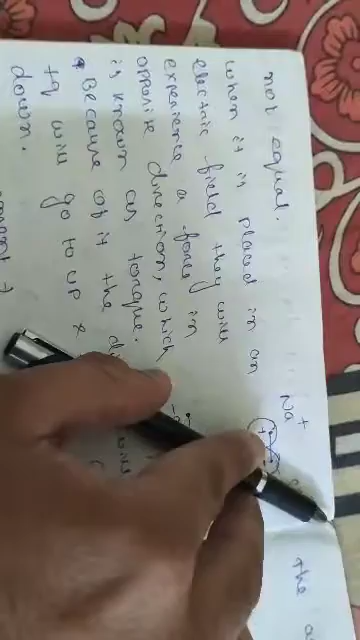 not equal.
when it is placed in an
electric field they will
experience a force in
opposite direction, which
is known as torque.
Because of it the
will go to up &
down.
Na+
the